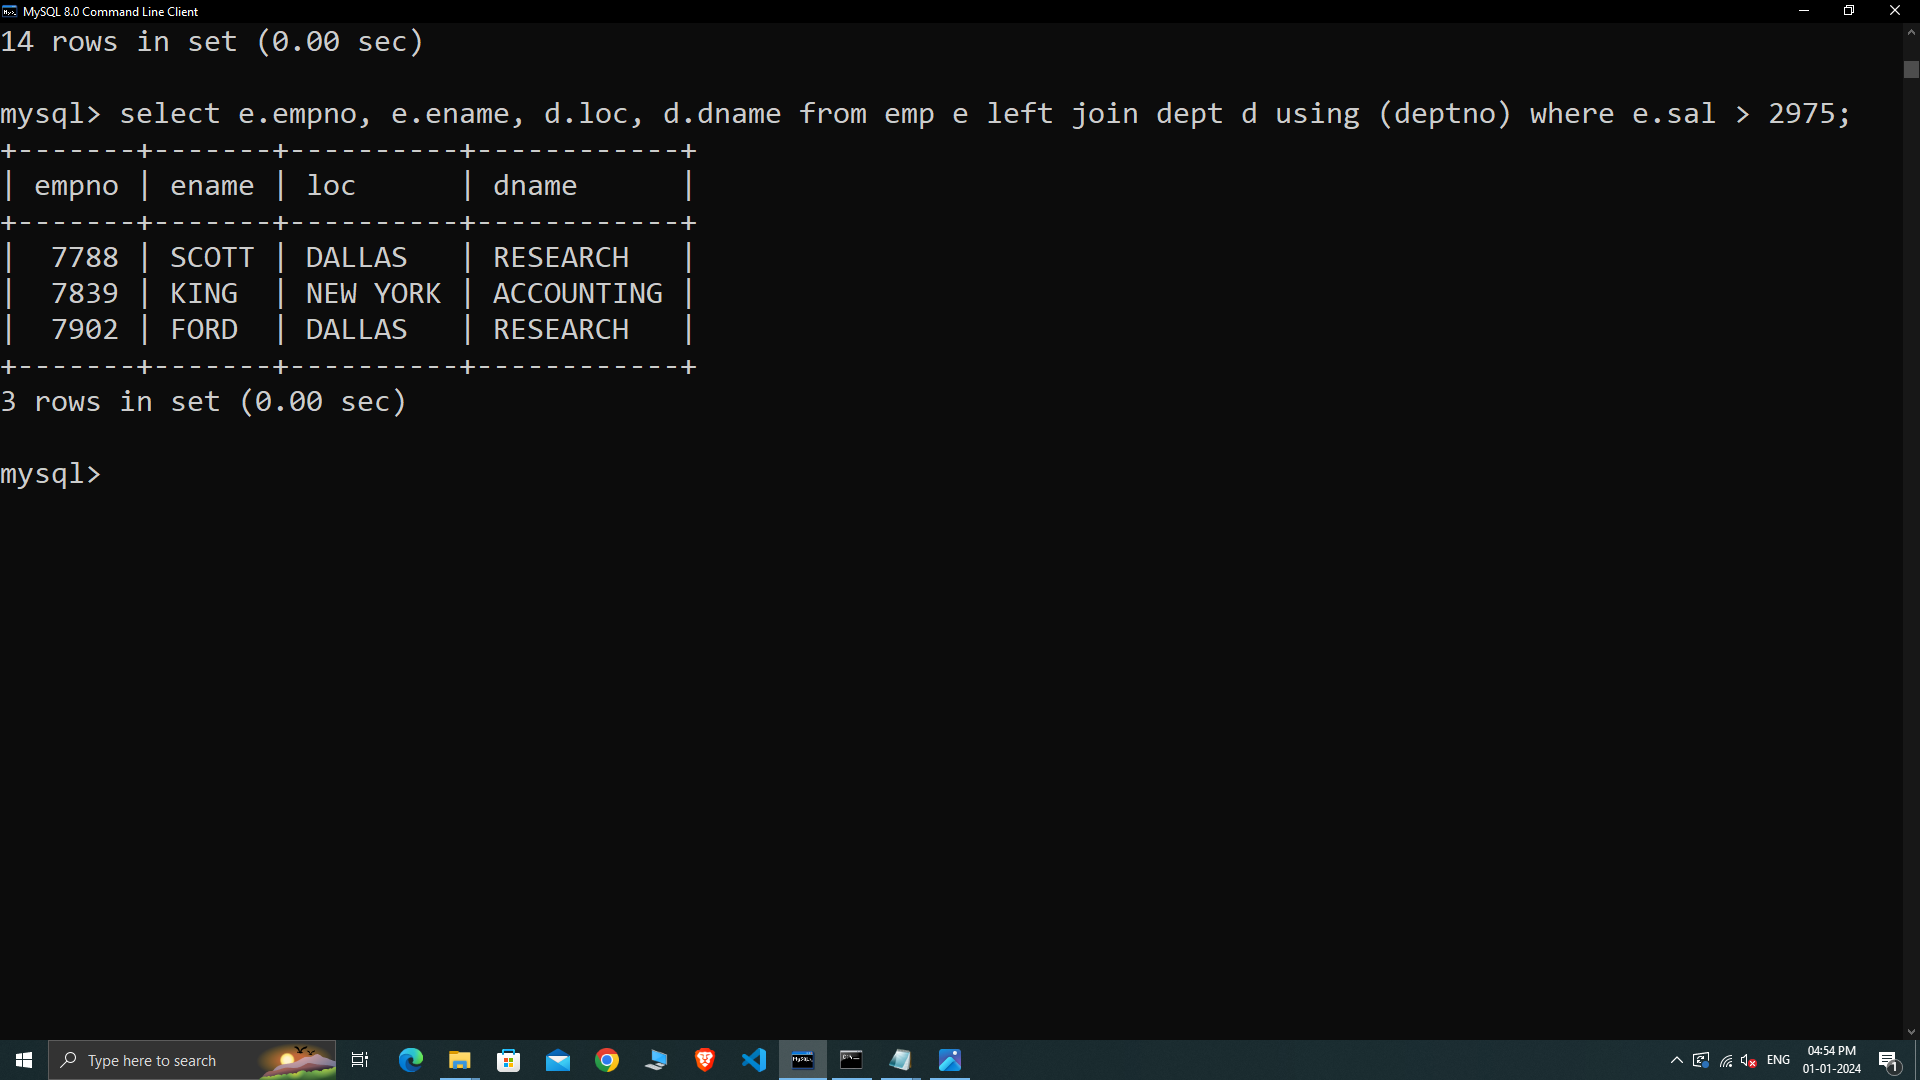 MySQL 8.0 Command Line Client
14 rows in set (0.00 sec)
mysql> select e.empno, e.ename, d.loc, d.dname from emp e left join dept d using (deptno) where e.sal > 2975;
+-------+-------+----------+------------+
| empno | ename | loc      | dname      |
+-------+-------+----------+------------+
|  7788 | SCOTT | DALLAS   | RESEARCH   |
|  7839 | KING  | NEW YORK | ACCOUNTING |
|  7902 | FORD  | DALLAS   | RESEARCH   |
+-------+-------+----------+------------+
3 rows in set (0.00 sec)
mysql>
Type here to search
ENG
04:54 PM
01-01-2024
1